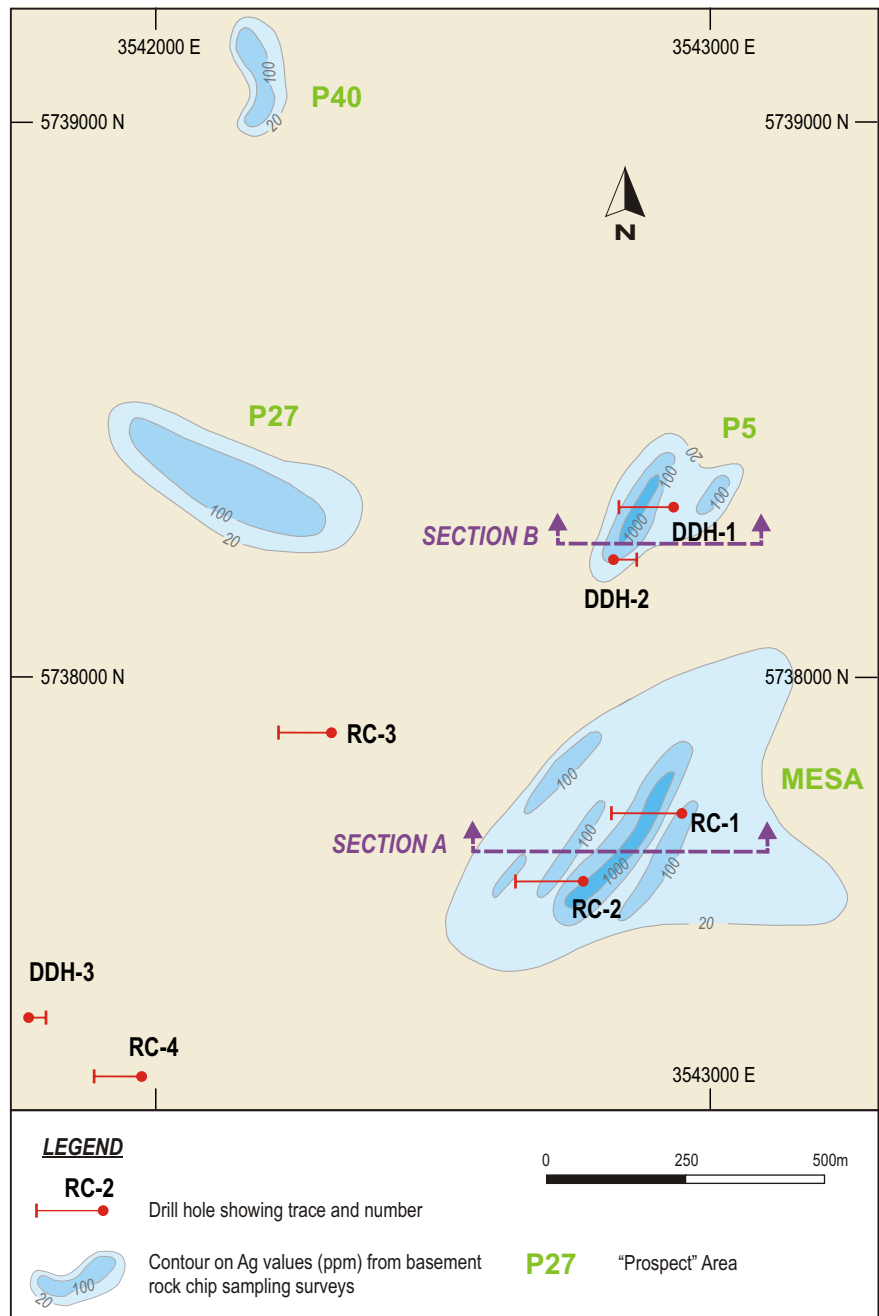 3542000 E
3543000 E
100
20
P40
5739000 N
5739000 N
N
P27
P5
100
20
20
100
100
1000
SECTION B
DDH-1
DDH-2
5738000 N
5738000 N
RC-3
MESA
100
RC-1
SECTION A
100
1000
100
RC-2
20
DDH-3
RC-4
3543000 E
LEGEND
RC-2
Drill hole showing trace and number
0
250
500m
20
100
Contour on Ag values (ppm) from basement
rock chip sampling surveys
P27
“Prospect” Area